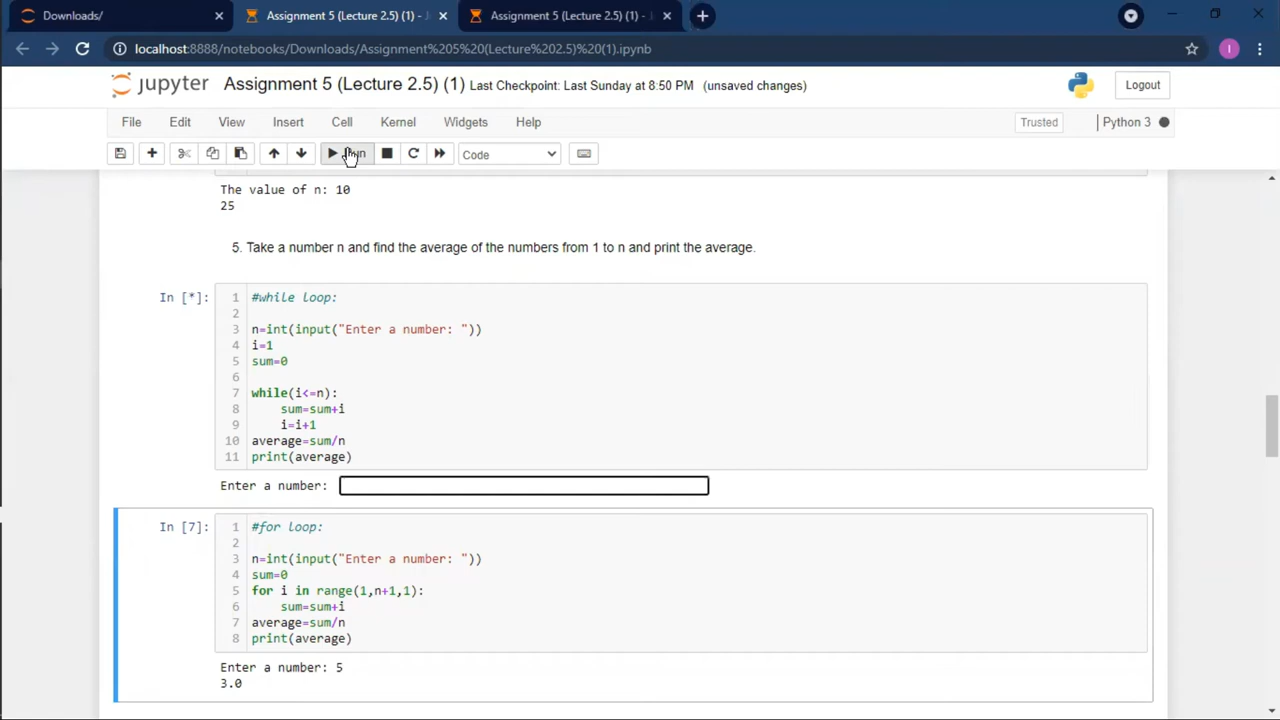 Downloads/
Assignment 5 (Lecture 2.5) (1) - J
Assignment 5 (Lecture 2.5) (1) - J
localhost:8888/notebooks/Downloads/Assignment%205%20(Lecture%202.5)%20(1).ipynb
I
jupyter Assignment 5 (Lecture 2.5) (1) Last Checkpoint: Last Sunday at 8:50 PM (unsaved changes)
Logout
File Edit View Insert Cell Kernel Widgets Help
Trusted
Python 3
Code
The value of n: 10
25
5. Take a number n and find the average of the numbers from 1 to n and print the average.
In [*]:
1 #while loop:
2
3 n=int(input("Enter a number: "))
4 i=1
5 sum=0
6
7 while(i<=n):
8     sum=sum+i
9     i=i+1
10 average=sum/n
11 print(average)
Enter a number:
In [7]:
1 #for loop:
2
3 n=int(input("Enter a number: "))
4 sum=0
5 for i in range(1,n+1,1):
6     sum=sum+i
7 average=sum/n
8 print(average)
Enter a number: 5
3.0